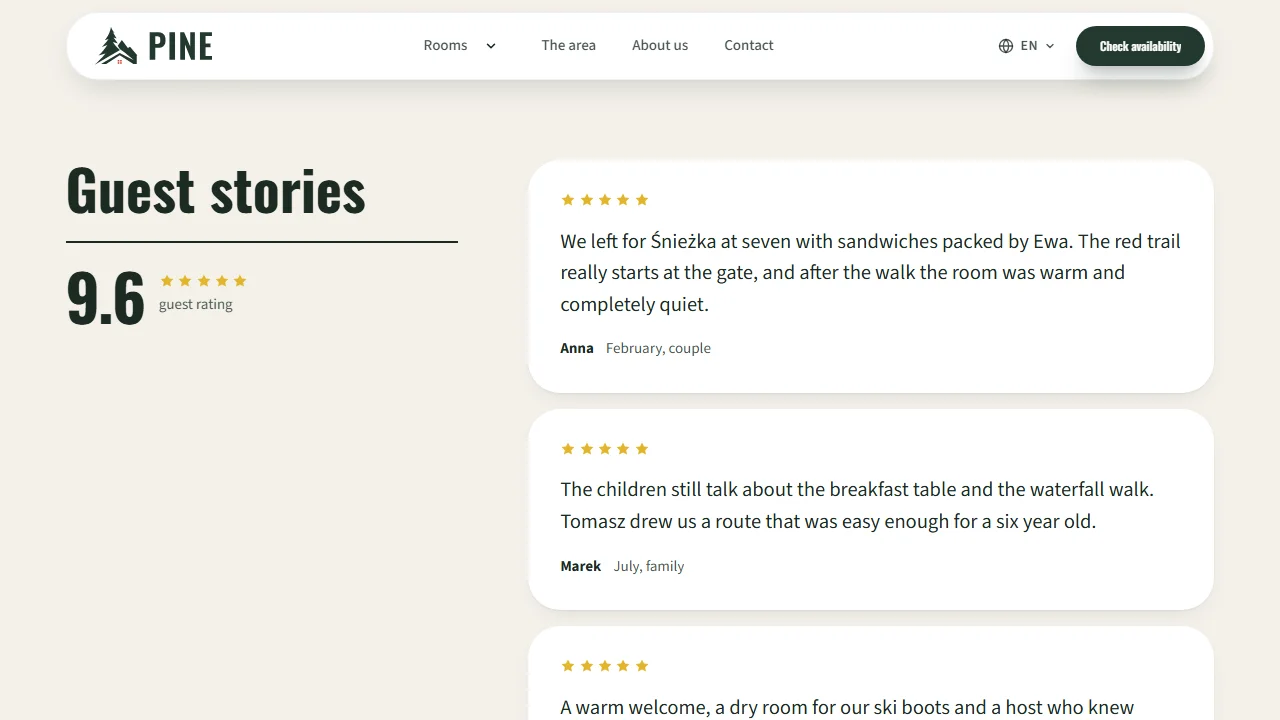 PINE
Rooms
The area
About us
Contact
EN
Check availability
Guest stories
9.6
guest rating
We left for Śnieżka at seven with sandwiches packed by Ewa. The red trail
really starts at the gate, and after the walk the room was warm and
completely quiet.
Anna February, couple
The children still talk about the breakfast table and the waterfall walk.
Tomasz drew us a route that was easy enough for a six year old.
Marek July, family
A warm welcome, a dry room for our ski boots and a host who knew